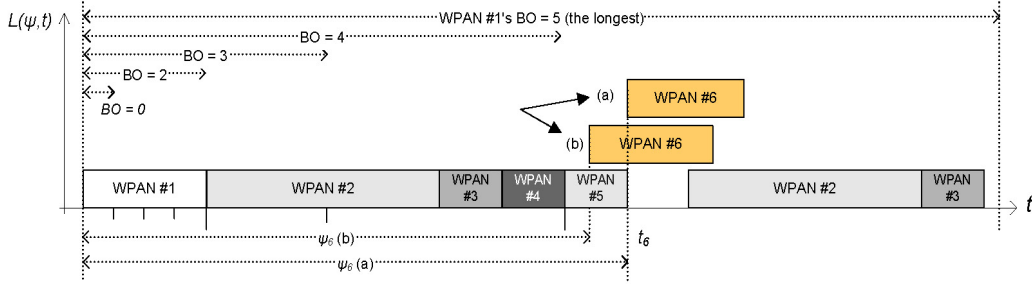 L(ψ,t)
WPAN #1's BO = 5 (the longest)
BO = 4
BO = 3
BO = 2
BO = 0
(a)
WPAN #6
(b)
WPAN #6
WPAN #1
WPAN #2
WPAN
#3
WPAN
#4
WPAN
#5
WPAN #2
WPAN
#3
t
ψ6 (b)
t6
ψ6 (a)